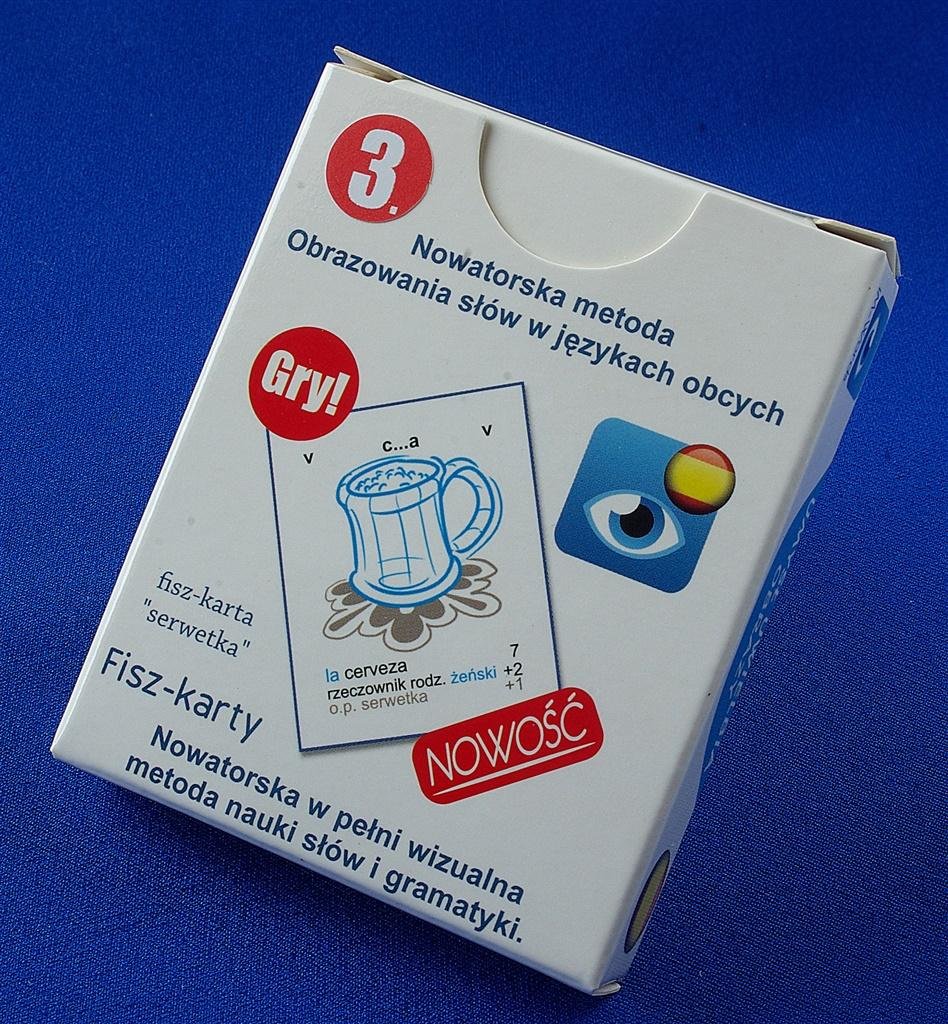 3.
Nowatorska metoda
Obrazowania słów w językach obcych
Gry!
v c...a v
fisz-karta
"serwetka"
la cerveza 7
rzeczownik rodz. żeński +2
o.p. serwetka +1
Fisz-karty
NOWOŚĆ
Nowatorska w pełni wizualna
metoda nauki słów i gramatyki.